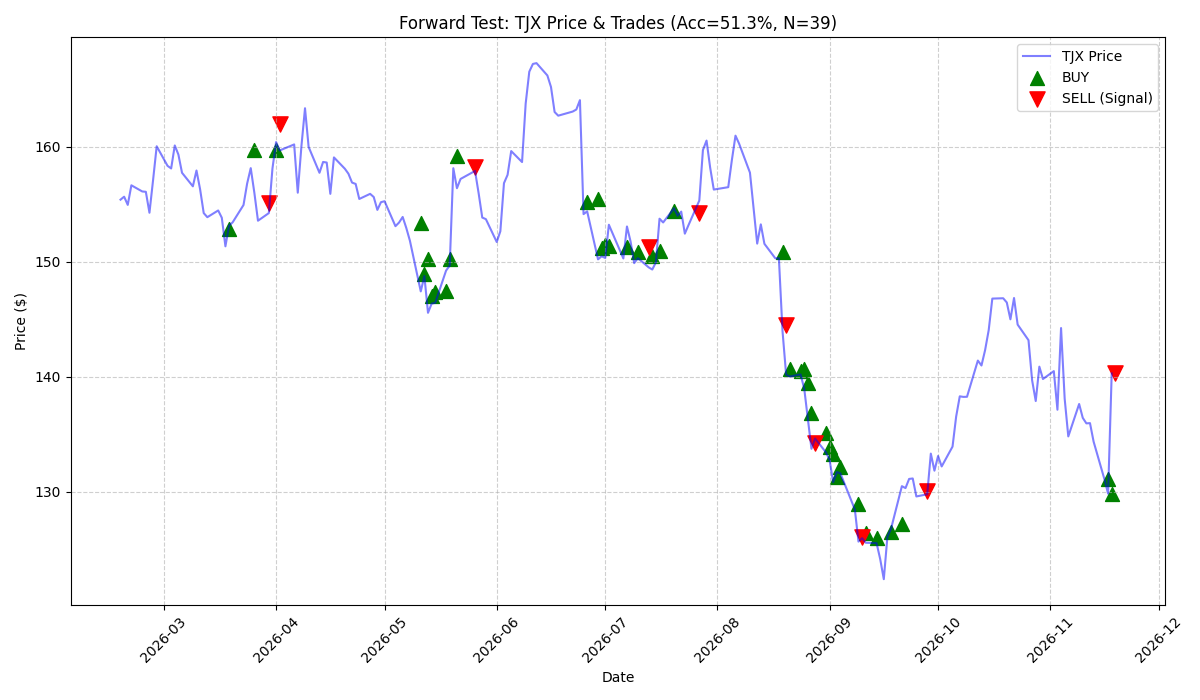 Forward Test: TJX Price & Trades (Acc=51.3%, N=39)
TJX Price
BUY
SELL (Signal)
Price ($)
160
150
140
130
2026-03
2026-04
2026-05
2026-06
2026-07
2026-08
2026-09
2026-10
2026-11
2026-12
Date